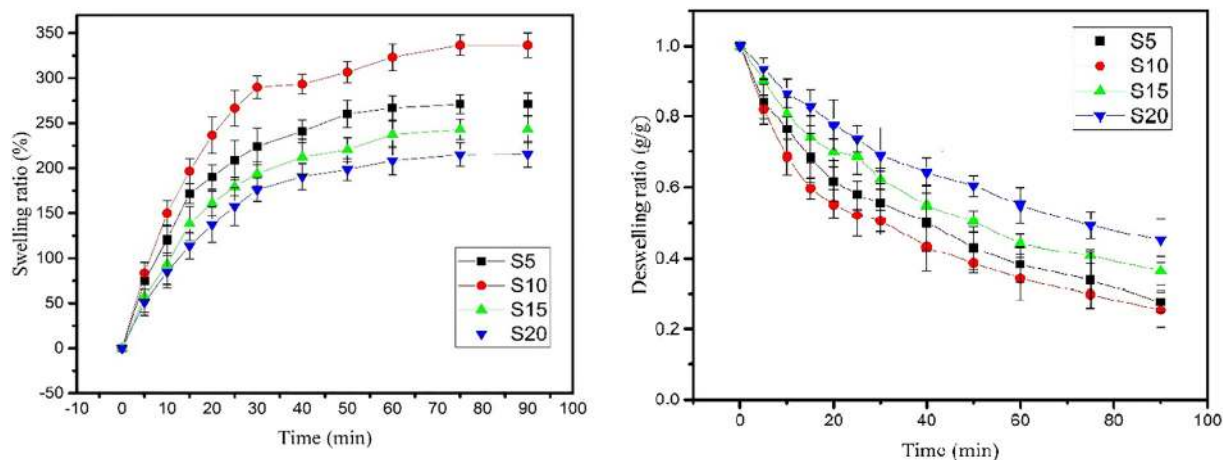 350
300
250
200
150
100
50
0
-50
Swelling ratio (%)
S5
S10
S15
S20
-10 0 10 20 30 40 50 60 70 80 90 100
Time (min)
1.0
0.8
0.6
0.4
0.2
0.0
Deswelling ratio (g/g)
S5
S10
S15
S20
0 20 40 60 80 100
Time (min)